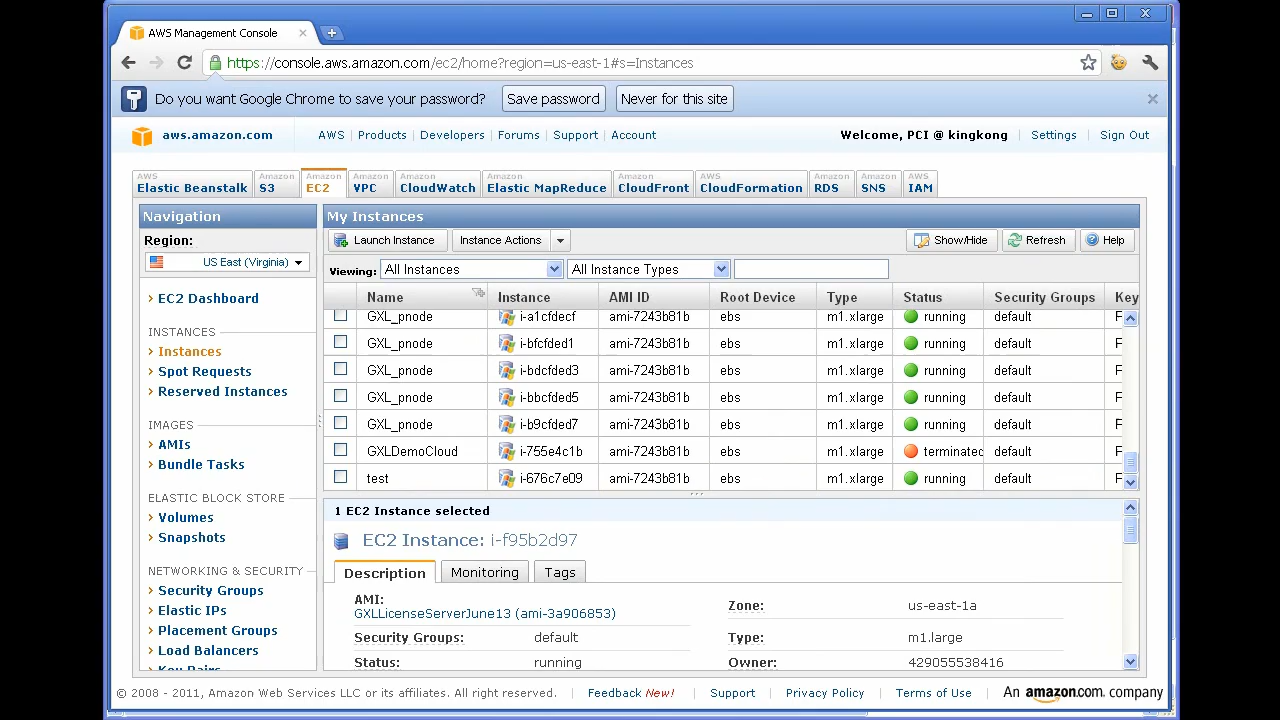 AWS Management Console
https://console.aws.amazon.com/ec2/home?region=us-east-1#s=Instances
Do you want Google Chrome to save your password? Save password Never for this site
aws.amazon.com AWS | Products | Developers | Forums | Support | Account Welcome, PCI @ kingkong | Settings | Sign Out
AWS Amazon Amazon Amazon Amazon Amazon Amazon AWS Amazon Amazon AWS
Elastic Beanstalk S3 EC2 VPC CloudWatch Elastic MapReduce CloudFront CloudFormation RDS SNS IAM
Navigation
Region:
US East (Virginia)
EC2 Dashboard
INSTANCES
Instances
Spot Requests
Reserved Instances
IMAGES
AMIs
Bundle Tasks
ELASTIC BLOCK STORE
Volumes
Snapshots
NETWORKING & SECURITY
Security Groups
Elastic IPs
Placement Groups
Load Balancers
Key Pairs
My Instances
Launch Instance Instance Actions Show/Hide Refresh Help
Viewing: All Instances All Instance Types
Name Instance AMI ID Root Device Type Status Security Groups Key
GXL_pnode i-a1cfdecf ami-7243b81b ebs m1.xlarge running default F
GXL_pnode i-bfcfded1 ami-7243b81b ebs m1.xlarge running default F
GXL_pnode i-bdcfded3 ami-7243b81b ebs m1.xlarge running default F
GXL_pnode i-bbcfded5 ami-7243b81b ebs m1.xlarge running default F
GXL_pnode i-b9cfded7 ami-7243b81b ebs m1.xlarge running default F
GXLDemoCloud i-755e4c1b ami-7243b81b ebs m1.xlarge terminated default F
test i-676c7e09 ami-7243b81b ebs m1.xlarge running default F
1 EC2 Instance selected
EC2 Instance: i-f95b2d97
Description Monitoring Tags
AMI:
GXLLicenseServerJune13 (ami-3a906853)
Zone: us-east-1a
Security Groups: default Type: m1.large
Status: running Owner: 429055538416
© 2008 - 2011, Amazon Web Services LLC or its affiliates. All right reserved. | Feedback New! | Support | Privacy Policy | Terms of Use | An amazon.com. company